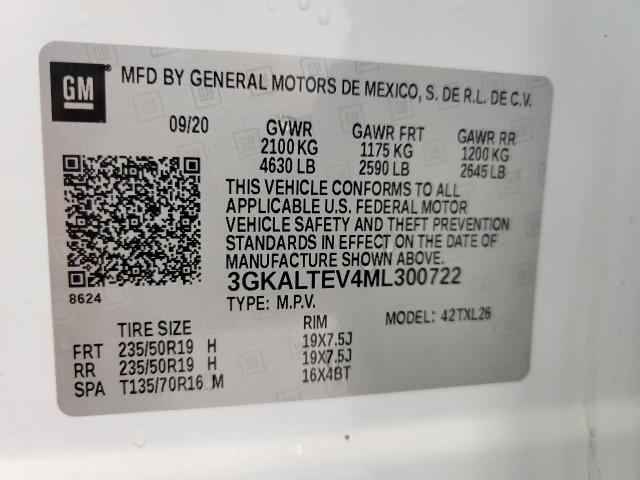 GM
MFD BY GENERAL MOTORS DE MEXICO, S. DE R.L. DE C.V.
09/20 GVWR GAWR FRT GAWR RR
2100 KG 1175 KG 1200 KG
4630 LB 2590 LB 2645 LB
THIS VEHICLE CONFORMS TO ALL
APPLICABLE U.S. FEDERAL MOTOR
VEHICLE SAFETY AND THEFT PREVENTION
STANDARDS IN EFFECT ON THE DATE OF
MANUFACTURE SHOWN ABOVE.
8624
3GKALTEV4ML300722
TYPE: M.P.V. MODEL: 42TXL26
TIRE SIZE RIM
FRT 235/50R19 H 19X7.5J
RR 235/50R19 H 19X7.5J
SPA T135/70R16 M 16X4BT